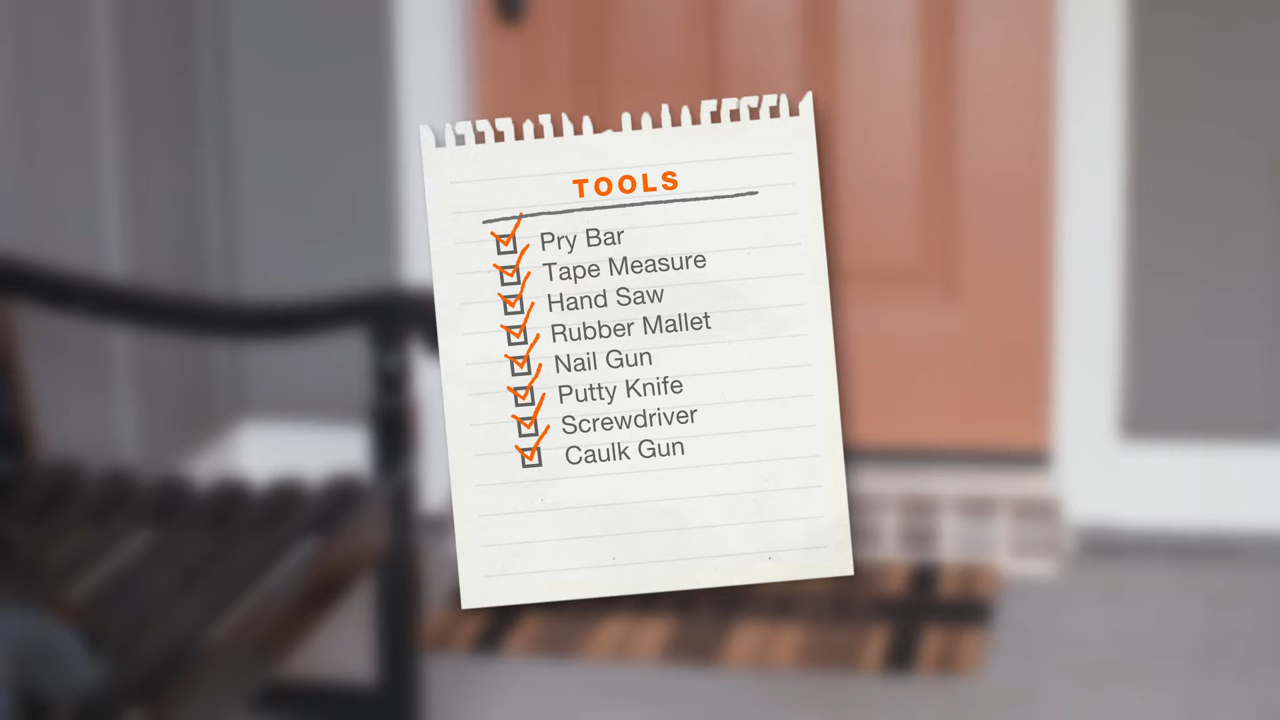 TOOLS
Pry Bar
Tape Measure
Hand Saw
Rubber Mallet
Nail Gun
Putty Knife
Screwdriver
Caulk Gun